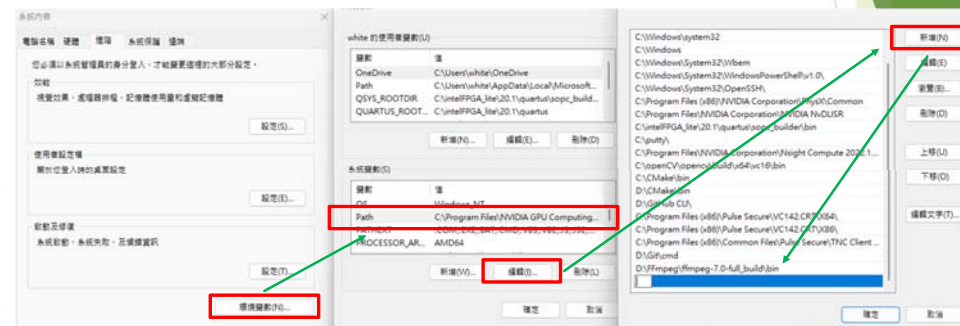 系統內容
電腦名稱 硬體 進階 系統保護 遠端
您必須以系統管理員的身分登入，才能變更這裡的大部分設定。
效能
視覺效果、處理器排程、記憶體使用量和虛擬記憶體
設定(S)...
使用者設定檔
關於您登入時的桌面設定
設定(E)...
啟動及修復
系統啟動、系統失敗、及偵錯資訊
設定(T)...
環境變數(N)...
white 的使用者變數(U)
變數 值
OneDrive C:\Users\white\OneDrive
Path C:\Users\white\AppData\Local\Microsoft...
QSYS_ROOTDIR C:\intelFPGA_lite\20.1\quartus\sopc_build...
QUARTUS_ROOT... C:\intelFPGA_lite\20.1\quartus
新增(N)... 編輯(E)... 刪除(D)
系統變數(S)
變數 值
OS Windows_NT
Path C:\Program Files\NVIDIA GPU Computing...
PATHEXT .COM;.EXE;.BAT;.CMD;.VBS;.VBE;.JS;.JSE;...
PROCESSOR_AR... AMD64
新增(W)... 編輯(I)... 刪除(L)
確定 取消
C:\Windows\system32
C:\Windows
C:\Windows\System32\Wbem
C:\Windows\System32\WindowsPowerShell\v1.0\
C:\Windows\System32\OpenSSH\
C:\Program Files (x86)\NVIDIA Corporation\PhysX\Common
C:\Program Files\NVIDIA Corporation\NVIDIA NvDLISR
C:\intelFPGA_lite\20.1\quartus\sopc_builder\bin
C:\putty\
C:\Program Files\NVIDIA Corporation\Nsight Compute 2022.1....
C:\openCV\opencv\build\x64\vc16\bin
C:\CMake\bin
D:\CMake\bin
D:\GitHub CLI\
C:\Program Files (x86)\Pulse Secure\VC142.CRT\X64\
C:\Program Files (x86)\Pulse Secure\VC142.CRT\X86\
C:\Program Files (x86)\Common Files\Pulse Secure\TNC Client ...
D:\Git\cmd
D:\FFmpeg\ffmpeg-7.0-full_build\bin
新增(N)
編輯(E)
瀏覽(B)...
刪除(D)
上移(U)
下移(O)
編輯文字(T)...
確定 取消